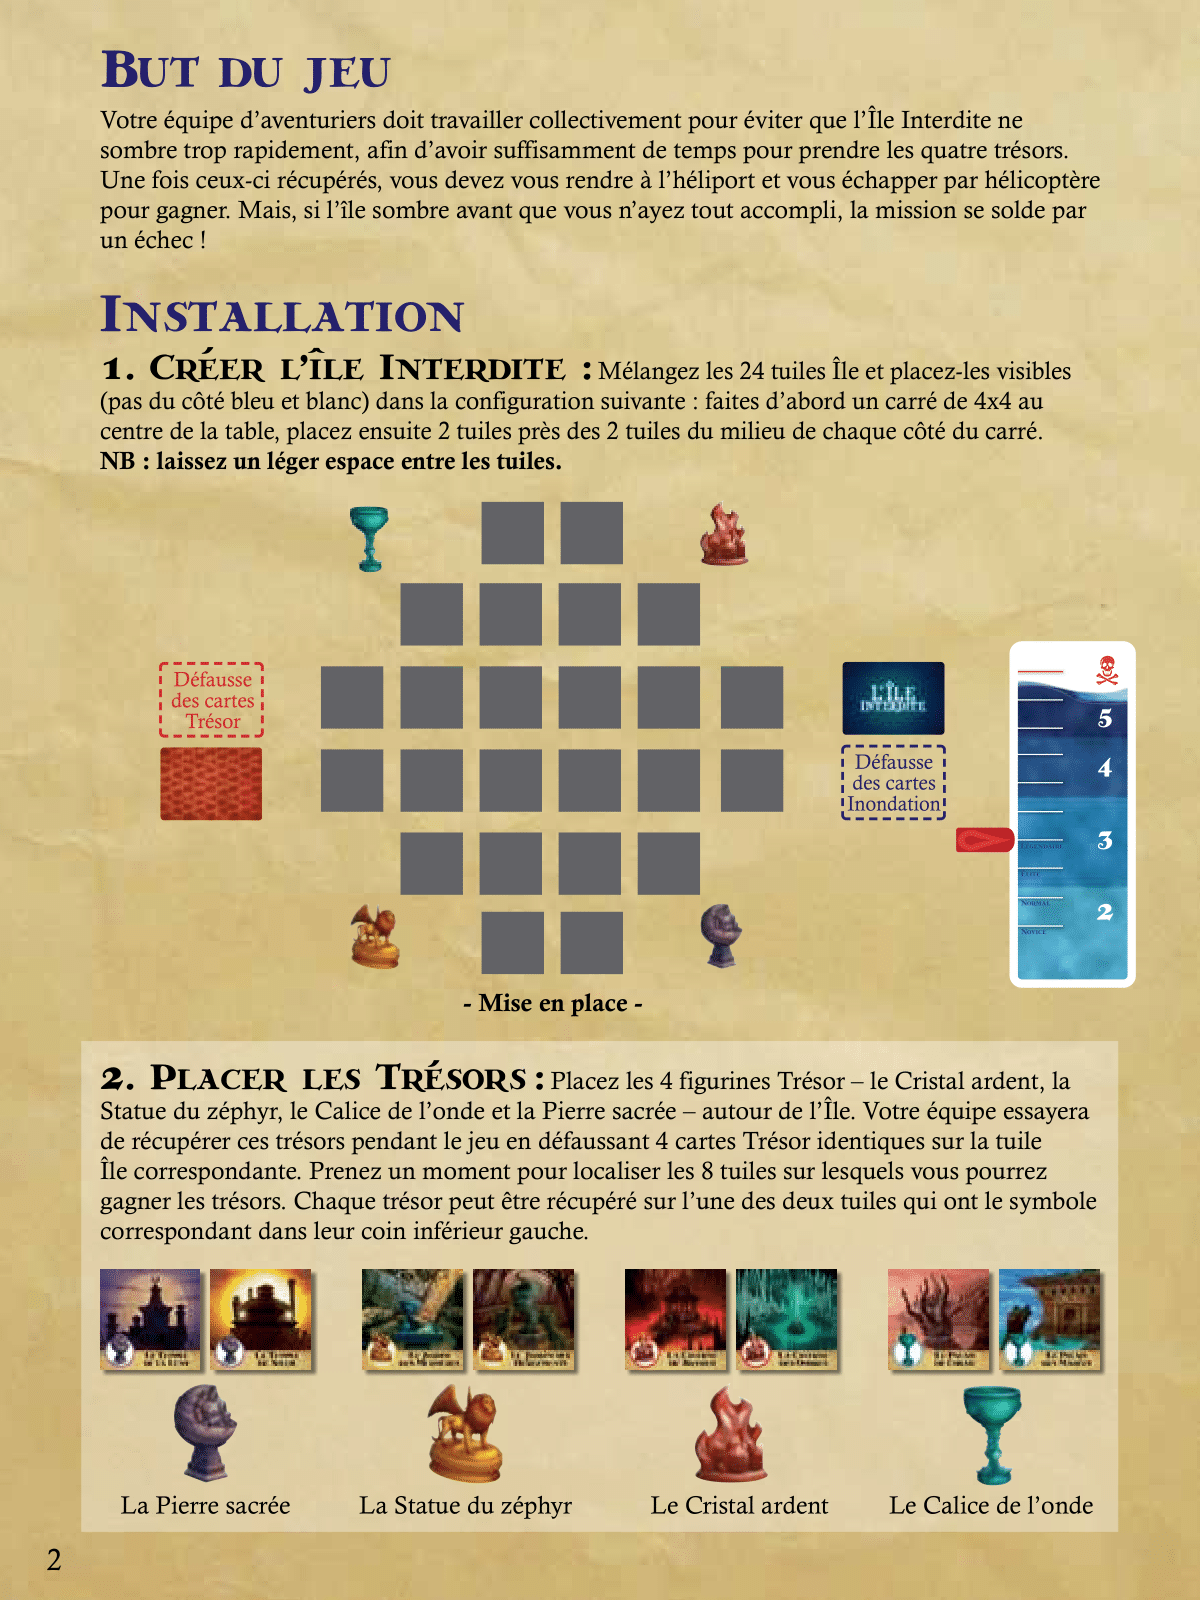 But du jeu
Votre équipe d’aventuriers doit travailler collectivement pour éviter que l’Île Interdite ne
sombre trop rapidement, afin d’avoir suffisamment de temps pour prendre les quatre trésors.
Une fois ceux-ci récupérés, vous devez vous rendre à l’héliport et vous échapper par hélicoptère
pour gagner. Mais, si l’île sombre avant que vous n’ayez tout accompli, la mission se solde par
un échec !
Installation
1. Créer l’île Interdite : Mélangez les 24 tuiles Île et placez-les visibles
(pas du côté bleu et blanc) dans la configuration suivante : faites d’abord un carré de 4x4 au
centre de la table, placez ensuite 2 tuiles près des 2 tuiles du milieu de chaque côté du carré.
NB : laissez un léger espace entre les tuiles.
Défausse
des cartes
Trésor
L'ÎLE
INTERDITE
Défausse
des cartes
Inondation
5
4
3
Légendaire
Élite
Normal
2
Novice
- Mise en place -
2. Placer les Trésors : Placez les 4 figurines Trésor – le Cristal ardent, la
Statue du zéphyr, le Calice de l’onde et la Pierre sacrée – autour de l’Île. Votre équipe essayera
de récupérer ces trésors pendant le jeu en défaussant 4 cartes Trésor identiques sur la tuile
Île correspondante. Prenez un moment pour localiser les 8 tuiles sur lesquels vous pourrez
gagner les trésors. Chaque trésor peut être récupéré sur l’une des deux tuiles qui ont le symbole
correspondant dans leur coin inférieur gauche.
La Pierre sacrée
La Statue du zéphyr
Le Cristal ardent
Le Calice de l’onde
2